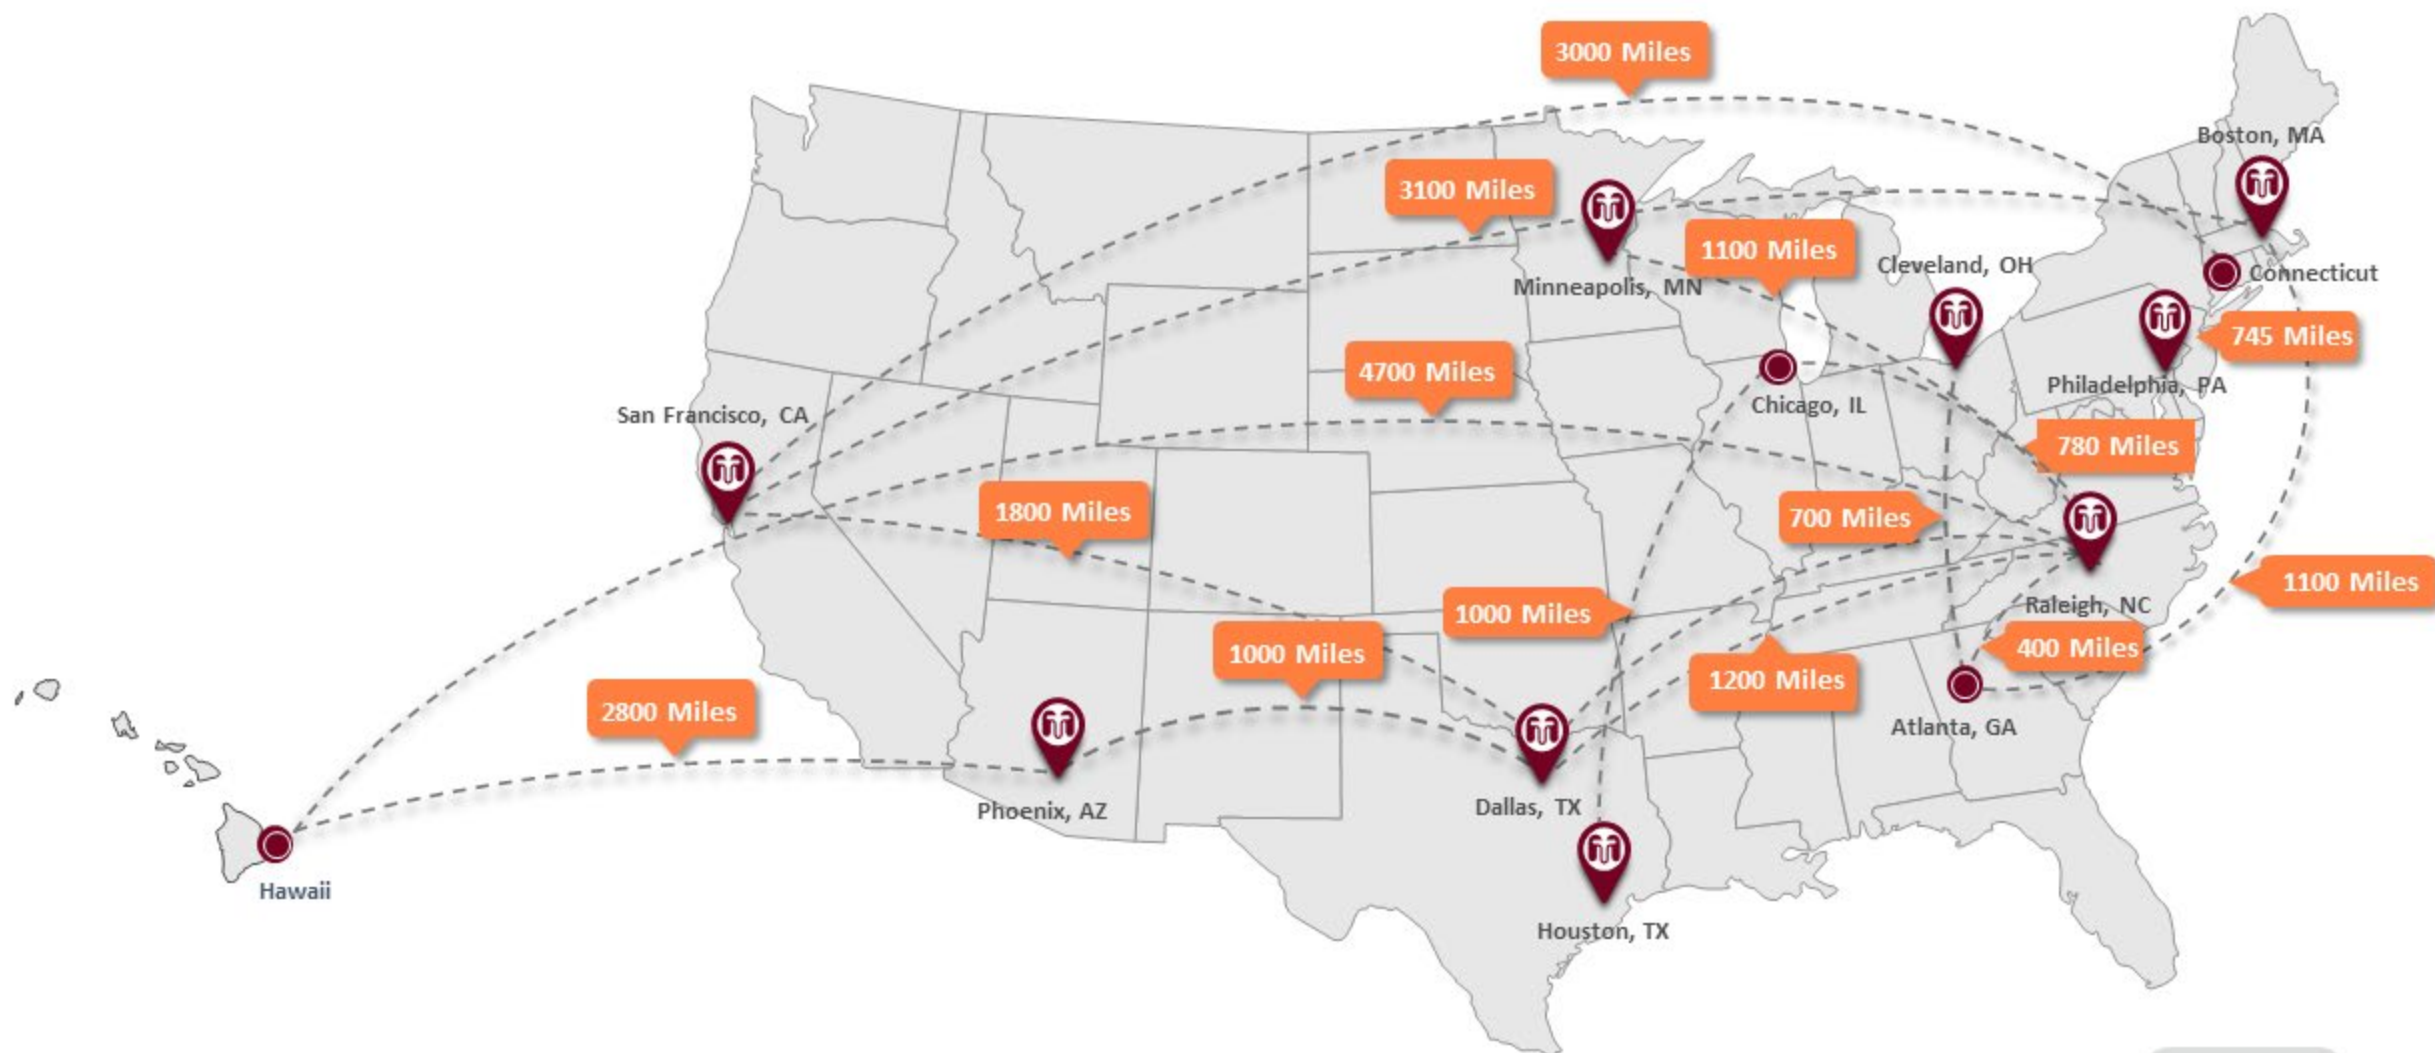 3000 Miles
Boston, MA
3100 Miles
1100 Miles
Cleveland, OH
Connecticut
Minneapolis, MN
745 Miles
4700 Miles
Philadelphia, PA
Chicago, IL
San Francisco, CA
780 Miles
1800 Miles
700 Miles
1100 Miles
Raleigh, NC
1000 Miles
400 Miles
1000 Miles
1200 Miles
2800 Miles
Atlanta, GA
Phoenix, AZ
Dallas, TX
Hawaii
Houston, TX